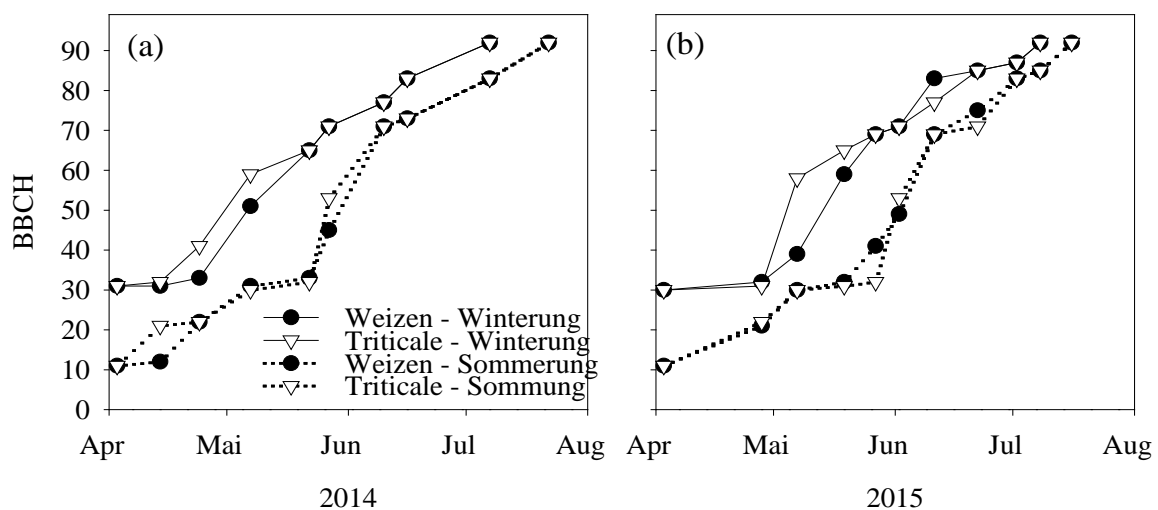 (a)
(b)
90
80
70
60
50
40
30
20
10
0
BBCH
Weizen - Winterung
Triticale - Winterung
Weizen - Sommerung
Triticale - Sommung
Apr Mai Jun Jul Aug
Apr Mai Jun Jul Aug
2014
2015